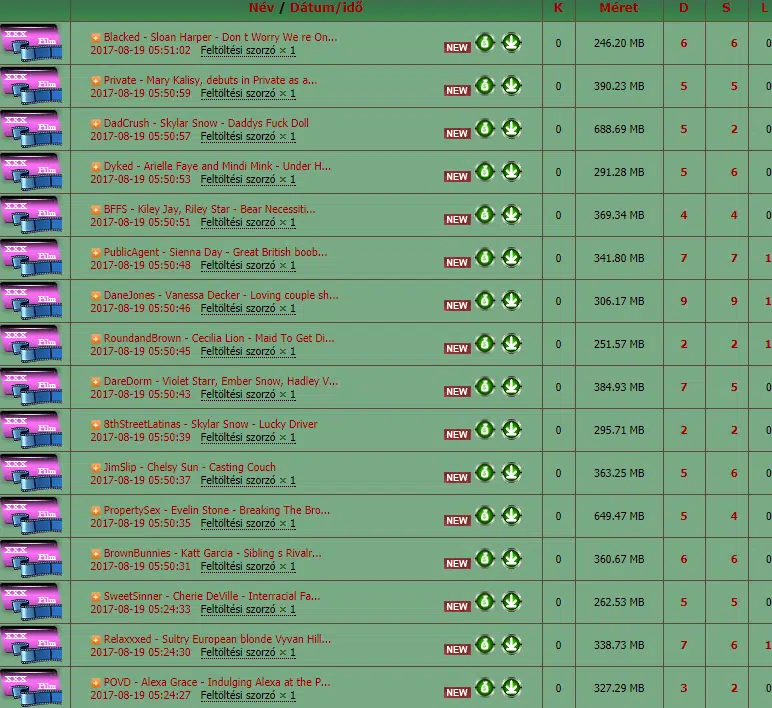 Név / Dátum/idő K Méret D S L
XXX Film
Blacked - Sloan Harper - Don t Worry We re On...
2017-08-19 05:51:02 Feltöltési szorzó × 1 NEW 0 246.20 MB 6 6 0
XXX Film
Private - Mary Kalisy, debuts in Private as a...
2017-08-19 05:50:59 Feltöltési szorzó × 1 NEW 0 390.23 MB 5 5 0
XXX Film
DadCrush - Skylar Snow - Daddys Fuck Doll
2017-08-19 05:50:57 Feltöltési szorzó × 1 NEW 0 688.69 MB 5 2 0
XXX Film
Dyked - Arielle Faye and Mindi Mink - Under H...
2017-08-19 05:50:53 Feltöltési szorzó × 1 NEW 0 291.28 MB 5 6 0
XXX Film
BFFS - Kiley Jay, Riley Star - Bear Necessiti...
2017-08-19 05:50:51 Feltöltési szorzó × 1 NEW 0 369.34 MB 4 4 0
XXX Film
PublicAgent - Sienna Day - Great British boob...
2017-08-19 05:50:48 Feltöltési szorzó × 1 NEW 0 341.80 MB 7 7 1
XXX Film
DaneJones - Vanessa Decker - Loving couple sh...
2017-08-19 05:50:46 Feltöltési szorzó × 1 NEW 0 306.17 MB 9 9 1
XXX Film
RoundandBrown - Cecilia Lion - Maid To Get Di...
2017-08-19 05:50:45 Feltöltési szorzó × 1 NEW 0 251.57 MB 2 2 1
XXX Film
DareDorm - Violet Starr, Ember Snow, Hadley V...
2017-08-19 05:50:43 Feltöltési szorzó × 1 NEW 0 384.93 MB 7 5 0
XXX Film
8thStreetLatinas - Skylar Snow - Lucky Driver
2017-08-19 05:50:39 Feltöltési szorzó × 1 NEW 0 295.71 MB 2 2 0
XXX Film
JimSlip - Chelsy Sun - Casting Couch
2017-08-19 05:50:37 Feltöltési szorzó × 1 NEW 0 363.25 MB 5 6 0
XXX Film
PropertySex - Evelin Stone - Breaking The Bro...
2017-08-19 05:50:35 Feltöltési szorzó × 1 NEW 0 649.47 MB 5 4 0
XXX Film
BrownBunnies - Katt Garcia - Sibling s Rivalr...
2017-08-19 05:50:31 Feltöltési szorzó × 1 NEW 0 360.67 MB 6 6 0
XXX Film
SweetSinner - Cherie DeVille - Interracial Fa...
2017-08-19 05:24:33 Feltöltési szorzó × 1 NEW 0 262.53 MB 5 5 0
XXX Film
Relaxxxed - Sultry European blonde Vyvan Hill...
2017-08-19 05:24:30 Feltöltési szorzó × 1 NEW 0 338.73 MB 7 6 1
XXX Film
POVD - Alexa Grace - Indulging Alexa at the P...
2017-08-19 05:24:27 Feltöltési szorzó × 1 NEW 0 327.29 MB 3 2 0